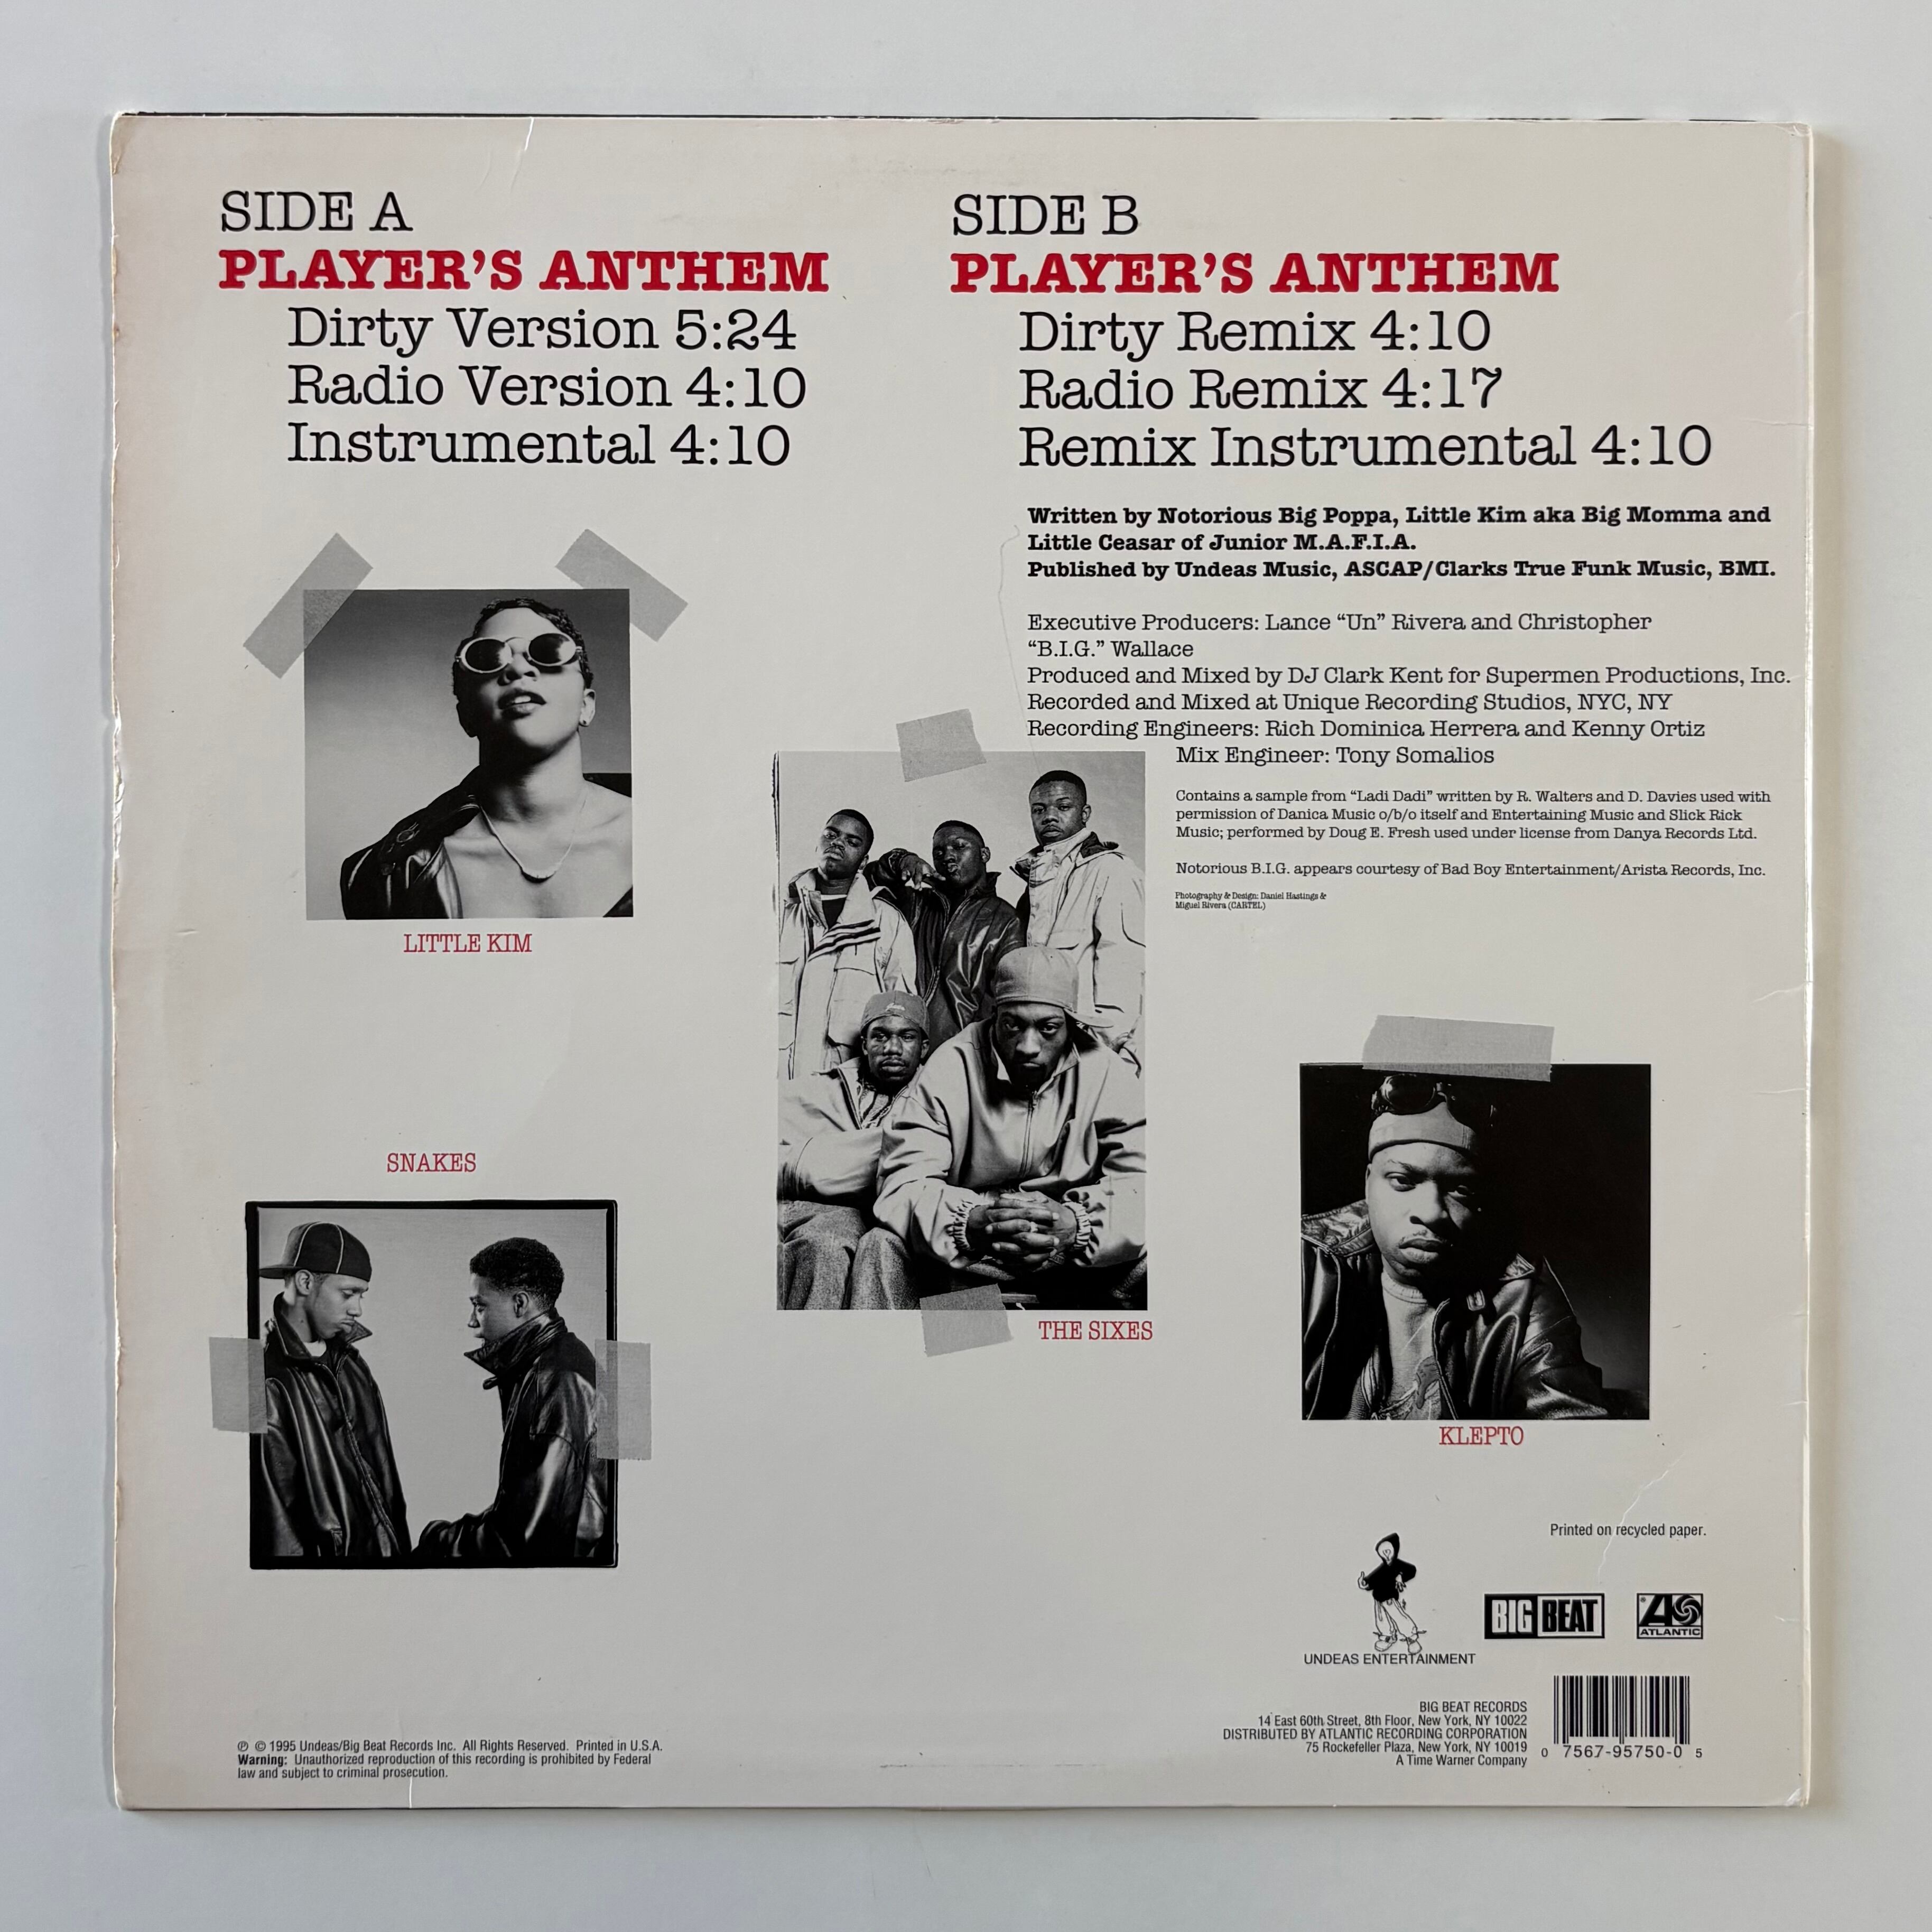 SIDE A
PLAYER'S ANTHEM
Dirty Version 5:24
Radio Version 4:10
Instrumental 4:10
SIDE B
PLAYER'S ANTHEM
Dirty Remix 4:10
Radio Remix 4:17
Remix Instrumental 4:10
Written by Notorious Big Poppa, Little Kim aka Big Momma and
Little Ceasar of Junior M.A.F.I.A.
Published by Undeas Music, ASCAP/Clarks True Funk Music, BMI.
Executive Producers: Lance “Un” Rivera and Christopher
“B.I.G.” Wallace
Produced and Mixed by DJ Clark Kent for Supermen Productions, Inc.
Recorded and Mixed at Unique Recording Studios, NYC, NY
Recording Engineers: Rich Dominica Herrera and Kenny Ortiz
Mix Engineer: Tony Somalios
Contains a sample from “Ladi Dadi” written by R. Walters and D. Davies used with
permission of Danica Music o/b/o itself and Entertaining Music and Slick Rick
Music; performed by Doug E. Fresh used under license from Danya Records Ltd.
Notorious B.I.G. appears courtesy of Bad Boy Entertainment/Arista Records, Inc.
Photography & Design: Daniel Hastings &
Miguel Rivera (CARTEL)
LITTLE KIM
SNAKES
THE SIXES
KLEPTO
Printed on recycled paper.
UNDEAS ENTERTAINMENT
BIG BEAT
ATLANTIC
BIG BEAT RECORDS
14 East 60th Street, 8th Floor, New York, NY 10022
DISTRIBUTED BY ATLANTIC RECORDING CORPORATION
75 Rockefeller Plaza, New York, NY 10019
A Time Warner Company
0 7567-95750-0 5
℗ © 1995 Undeas/Big Beat Records Inc. All Rights Reserved. Printed in U.S.A.
Warning: Unauthorized reproduction of this recording is prohibited by Federal
law and subject to criminal prosecution.